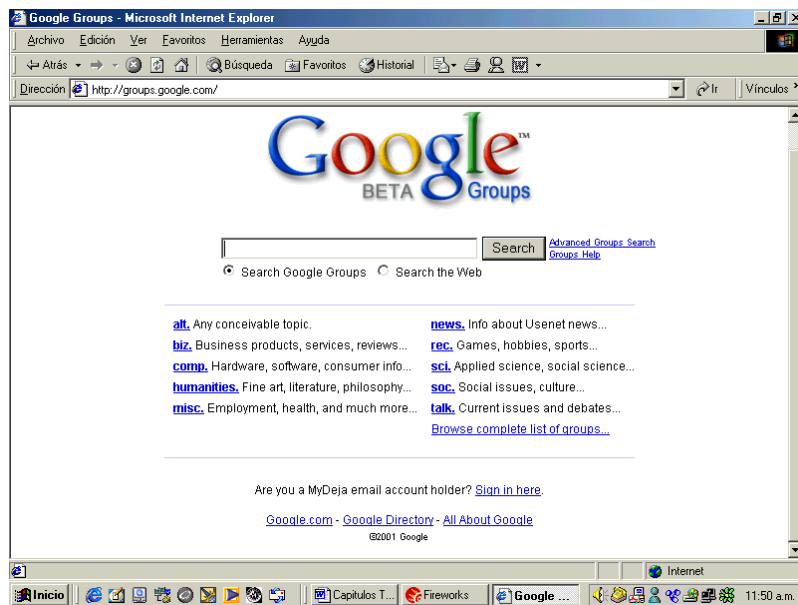 Google Groups - Microsoft Internet Explorer
Archivo Edición Ver Favoritos Herramientas Ayuda
Atrás Búsqueda Favoritos Historial
Dirección http://groups.google.com/ Ir Vínculos »
Google™
BETA Groups
Search Advanced Groups Search
Groups Help
Search Google Groups Search the Web
alt. Any conceivable topic. news. Info about Usenet news...
biz. Business products, services, reviews... rec. Games, hobbies, sports...
comp. Hardware, software, consumer info... sci. Applied science, social science...
humanities. Fine art, literature, philosophy... soc. Social issues, culture...
misc. Employment, health, and much more... talk. Current issues and debates...
Browse complete list of groups...
Are you a MyDeja email account holder? Sign in here.
Google.com - Google Directory - All About Google
©2001 Google
Internet
Inicio Capitulos T... Fireworks Google ... 11:50 a.m.